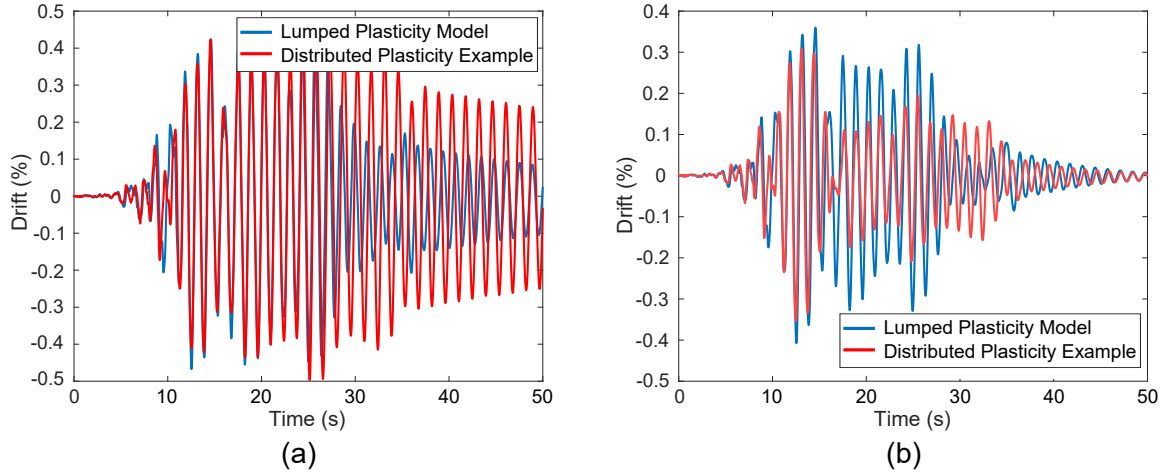 0.5
0.4
0.3
0.2
0.1
0
-0.1
-0.2
-0.3
-0.4
-0.5
Drift (%)
Lumped Plasticity Model
Distributed Plasticity Example
0 10 20 30 40 50
Time (s)
(a)
0.4
0.3
0.2
0.1
0
-0.1
-0.2
-0.3
-0.4
-0.5
Drift (%)
Lumped Plasticity Model
Distributed Plasticity Example
0 10 20 30 40 50
Time (s)
(b)